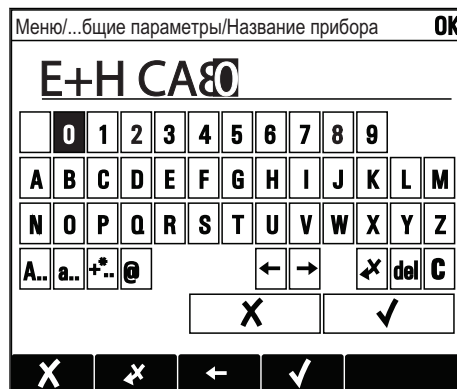 Меню/...бщие параметры/Название прибора OK
E+H CA80
0 1 2 3 4 5 6 7 8 9
A B C D E F G H I J K L M
N O P Q R S T U V W X Y Z
A.. a.. +*.. @ ← → del C